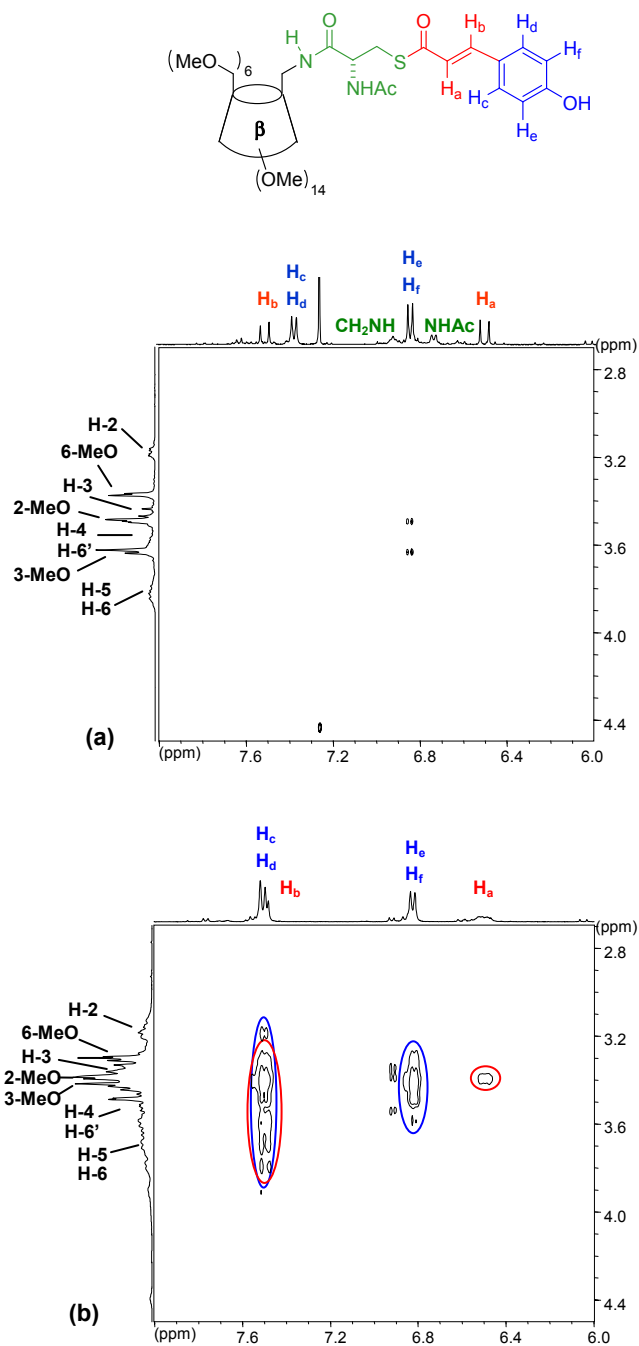 O
H
N
(MeO)6
S
O
Hb
Hd
Hf
Ha
NHAc
Hc
He
OH
β
(OMe)14
Hc
Hd
He
Hf
Hb
CH2NH
NHAc
Ha
(ppm)
2.8
3.2
3.6
4.0
4.4
H-2
6-MeO
H-3
2-MeO
H-4
H-6'
3-MeO
H-5
H-6
(a)
(ppm) 7.6 7.2 6.8 6.4 6.0
Hc
Hd
Hb
He
Hf
Ha
(ppm)
2.8
3.2
3.6
4.0
4.4
H-2
6-MeO
H-3
2-MeO
3-MeO
H-4
H-6'
H-5
H-6
(b)
(ppm) 7.6 7.2 6.8 6.4 6.0